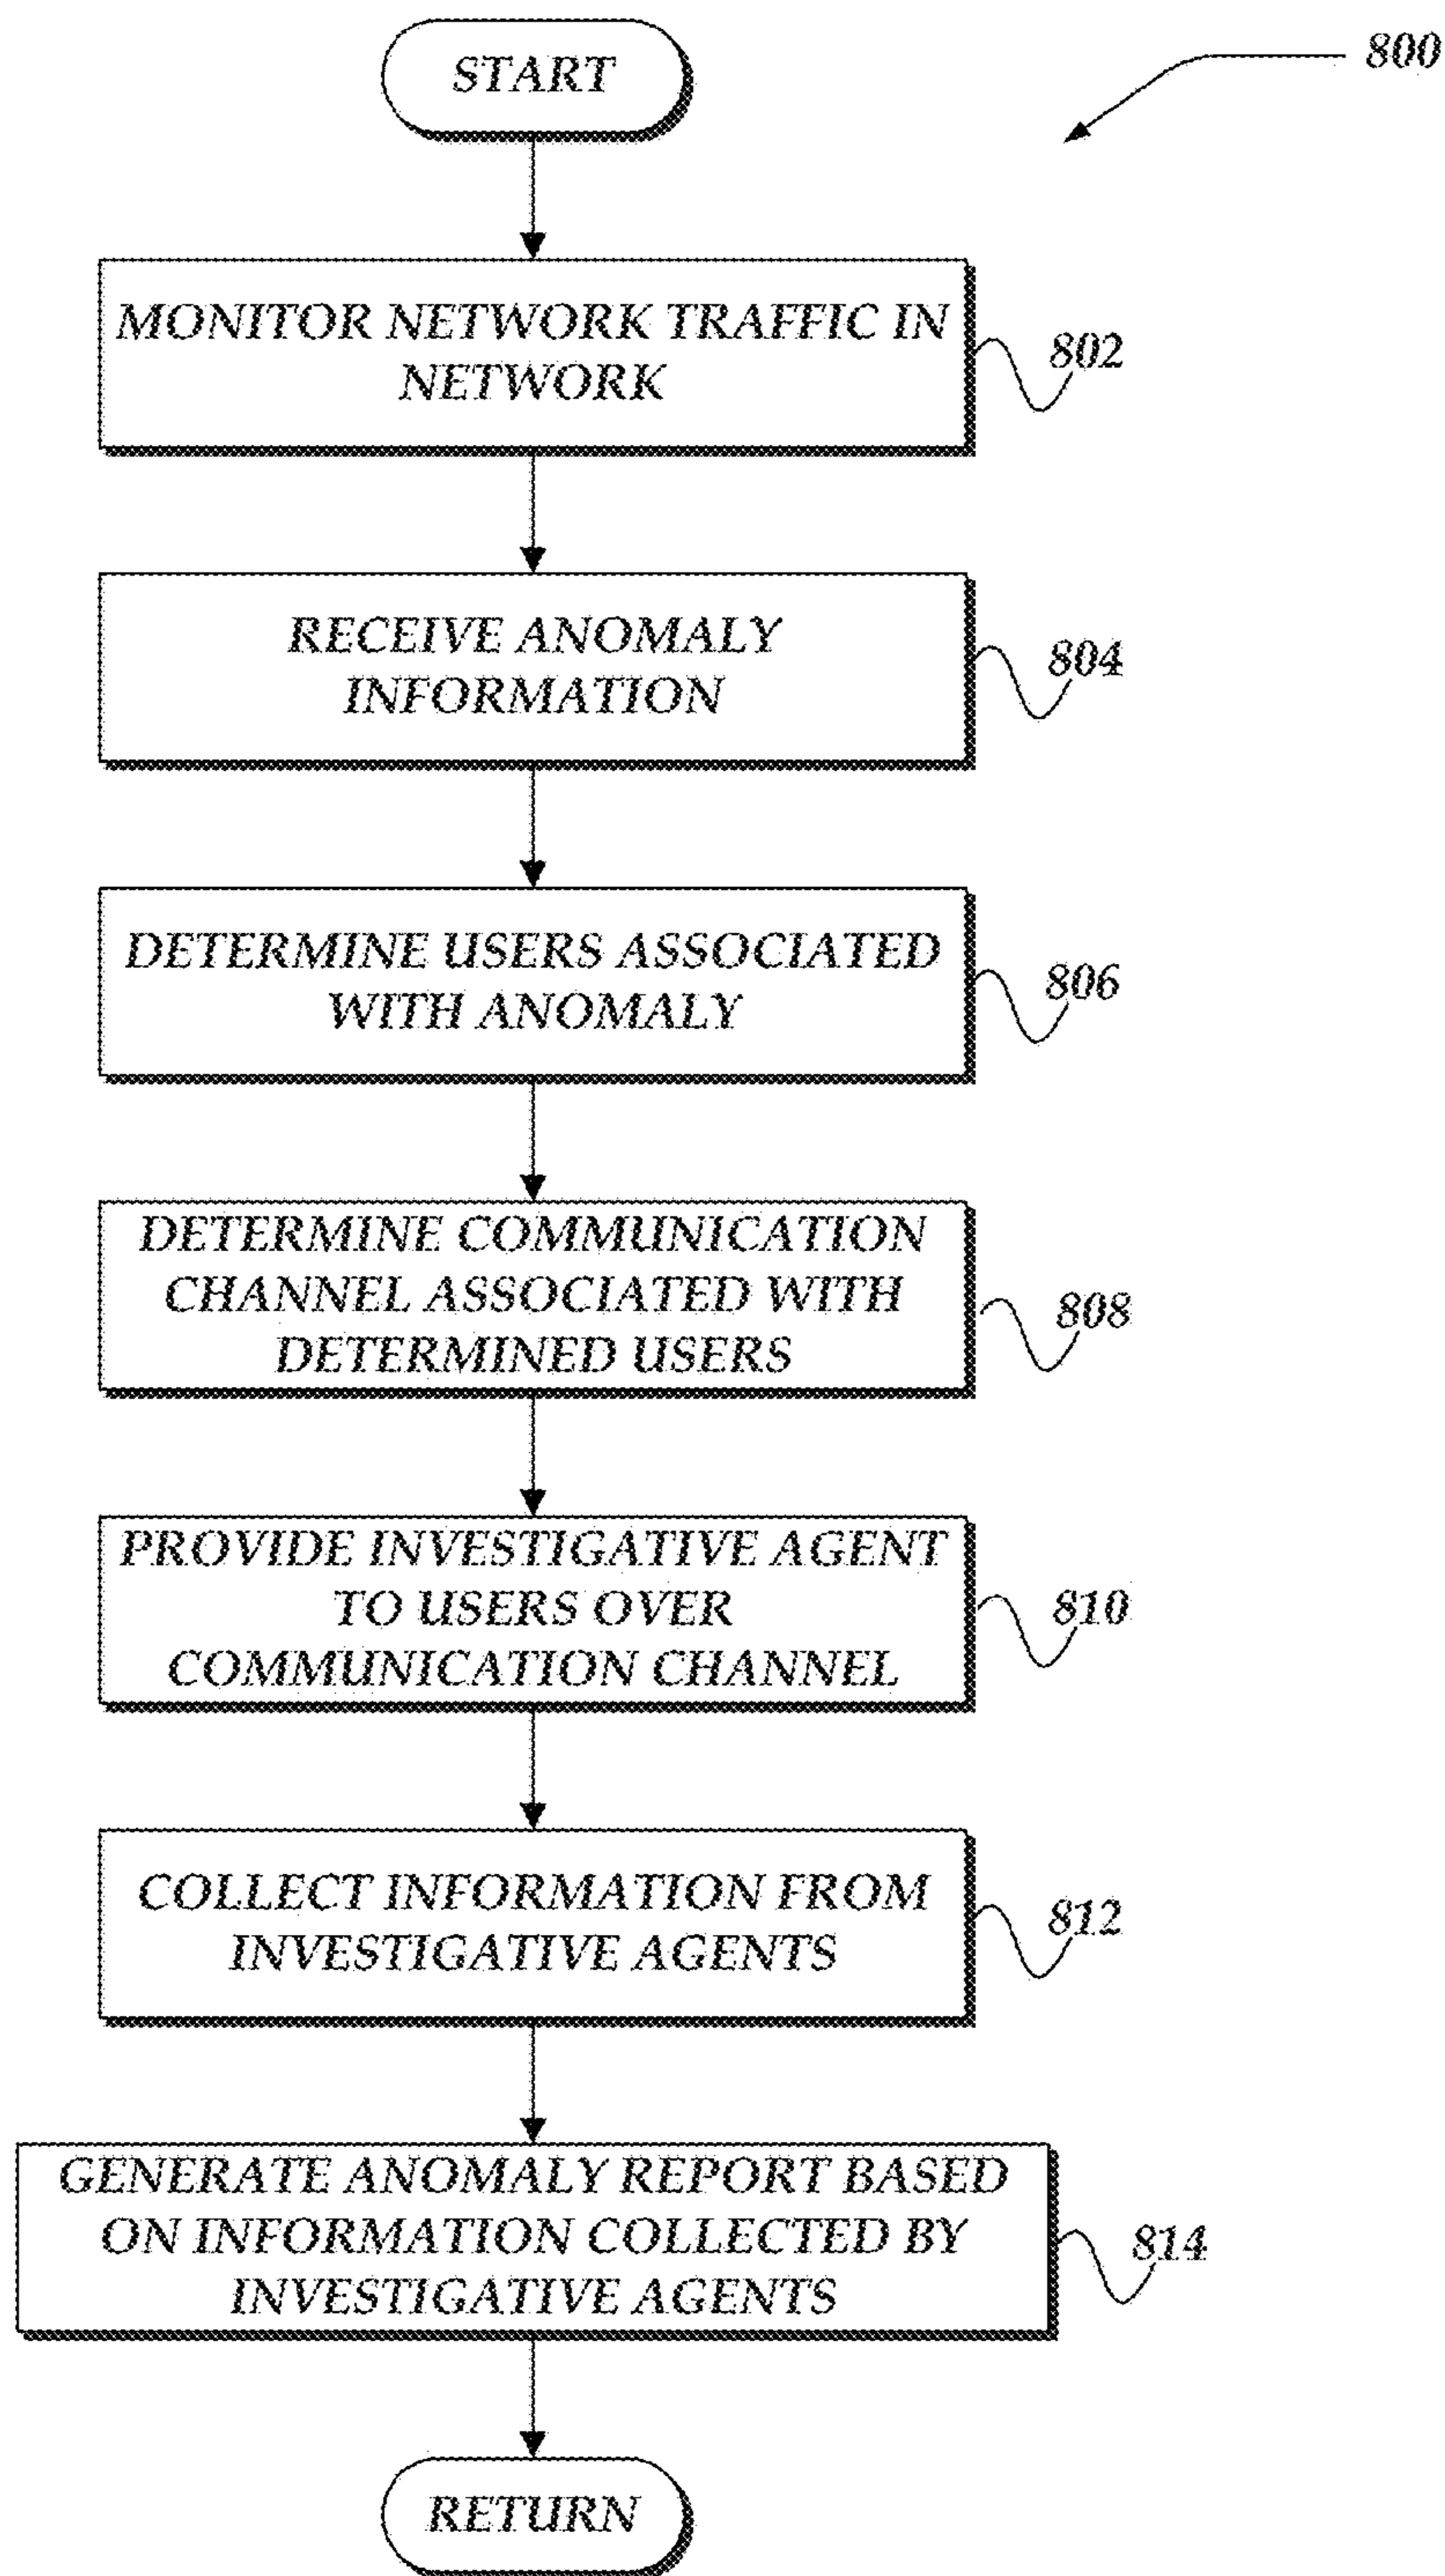 START
800
MONITOR NETWORK TRAFFIC IN
NETWORK
802
RECEIVE ANOMALY
INFORMATION
804
DETERMINE USERS ASSOCIATED
WITH ANOMALY
806
DETERMINE COMMUNICATION
CHANNEL ASSOCIATED WITH
DETERMINED USERS
808
PROVIDE INVESTIGATIVE AGENT
TO USERS OVER
COMMUNICATION CHANNEL
810
COLLECT INFORMATION FROM
INVESTIGATIVE AGENTS
812
GENERATE ANOMALY REPORT BASED
ON INFORMATION COLLECTED BY
INVESTIGATIVE AGENTS
814
RETURN